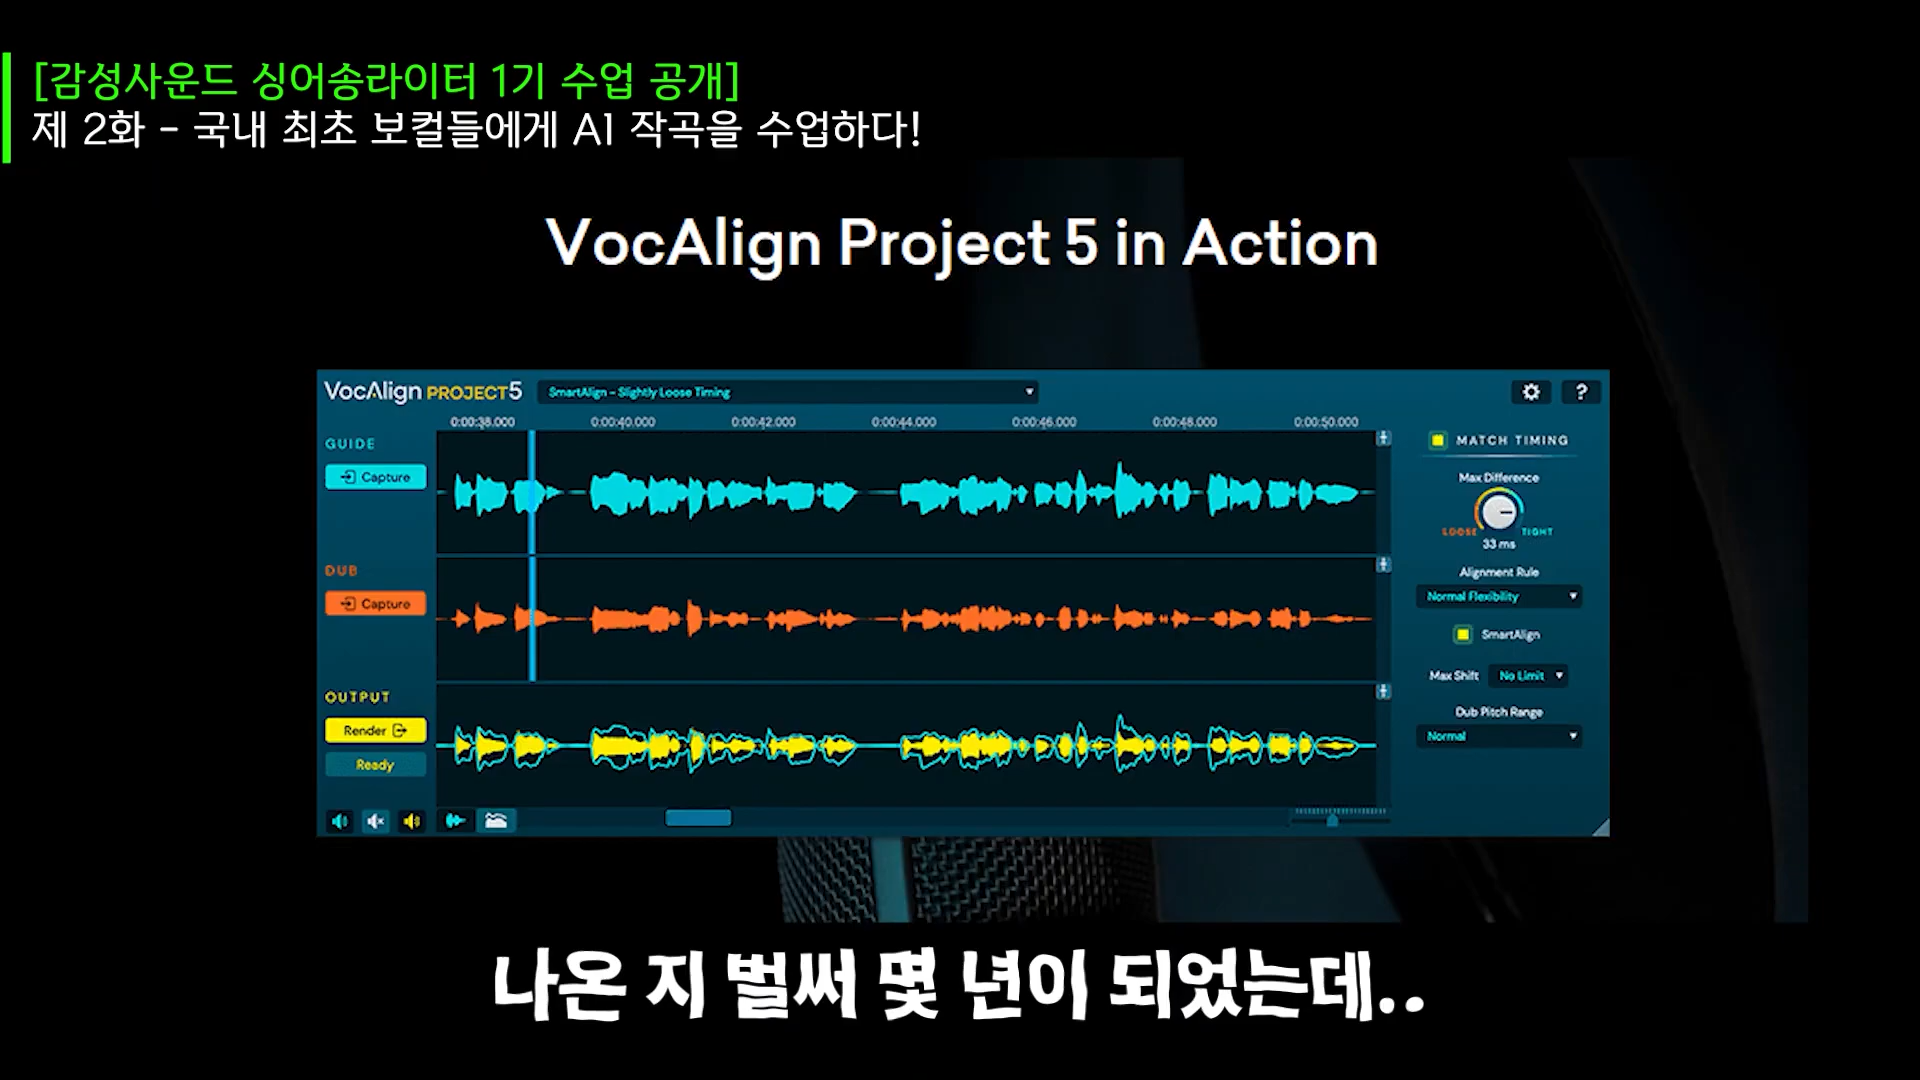 [감성사운드 싱어송라이터 1기 수업 공개]
제 2화 - 국내 최초 보컬들에게 AI 작곡을 수업하다!
VocAlign Project 5 in Action
VocAlign PROJECT5
SmartAlign - Slightly Loose Timing
?
0:00:38.000 0:00:40.000 0:00:42.000 0:00:44.000 0:00:46.000 0:00:48.000 0:00:50.000
GUIDE
Capture
DUB
Capture
OUTPUT
Render
Ready
MATCH TIMING
Max Difference
LOOSE TIGHT
33 ms
Alignment Rule
Normal Flexibility
SmartAlign
Max Shift No Limit
Dub Pitch Range
Normal
나온 지 벌써 몇 년이 되었는데..